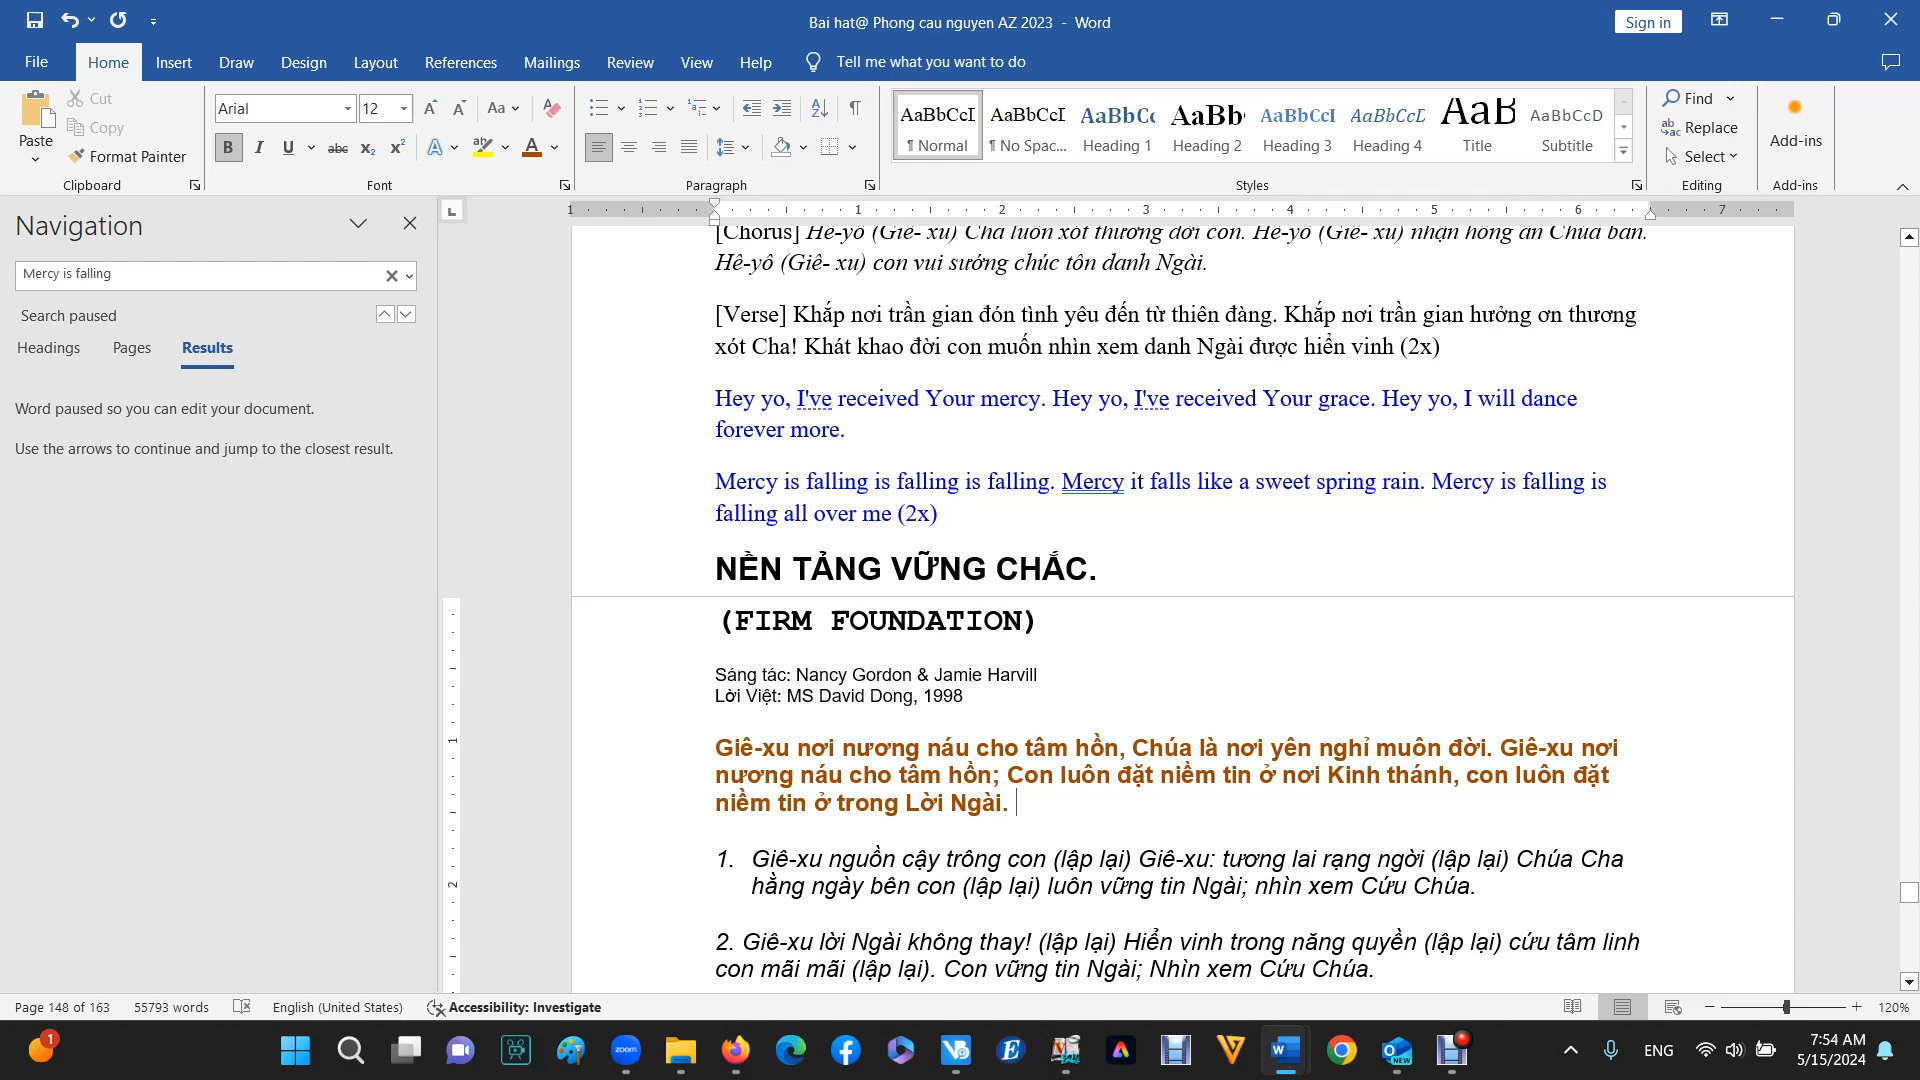 Bai hat@ Phong cau nguyen AZ 2023 - Word
Sign in
File Home Insert Draw Design Layout References Mailings Review View Help Tell me what you want to do
Paste
Cut
Copy
Format Painter
Clipboard
Arial 12
Font
Paragraph
AaBbCcI AaBbCcI AaBbCc AaBb AaBbCcI AaBbCcD AaB AaBbCcD
¶ Normal ¶ No Spac... Heading 1 Heading 2 Heading 3 Heading 4 Title Subtitle
Styles
Find
Replace
Select
Editing
Add-ins
Add-ins
Navigation
Mercy is falling
Search paused
Headings Pages Results
Word paused so you can edit your document.
Use the arrows to continue and jump to the closest result.
1 1 2 3 4 5 6 7
[Chorus] Hê-yô (Giê- xu) Cha luôn xót thương đời con. Hê-yô (Giê- xu) nhận hồng ân Chúa ban.
Hê-yô (Giê- xu) con vui sướng chúc tôn danh Ngài.
[Verse] Khắp nơi trần gian đón tình yêu đến từ thiên đàng. Khắp nơi trần gian hưởng ơn thương
xót Cha! Khát khao đời con muốn nhìn xem danh Ngài được hiển vinh (2x)
Hey yo, I've received Your mercy. Hey yo, I've received Your grace. Hey yo, I will dance
forever more.
Mercy is falling is falling is falling. Mercy it falls like a sweet spring rain. Mercy is falling is
falling all over me (2x)
NỀN TẢNG VỮNG CHẮC.
(FIRM FOUNDATION)
Sáng tác: Nancy Gordon & Jamie Harvill
Lời Việt: MS David Dong, 1998
Giê-xu nơi nương náu cho tâm hồn, Chúa là nơi yên nghỉ muôn đời. Giê-xu nơi
nương náu cho tâm hồn; Con luôn đặt niềm tin ở nơi Kinh thánh, con luôn đặt
niềm tin ở trong Lời Ngài.
1. Giê-xu nguồn cậy trông con (lập lại) Giê-xu: tương lai rạng ngời (lập lại) Chúa Cha
hằng ngày bên con (lập lại) luôn vững tin Ngài; nhìn xem Cứu Chúa.
2. Giê-xu lời Ngài không thay! (lập lại) Hiển vinh trong năng quyền (lập lại) cứu tâm linh
con mãi mãi (lập lại). Con vững tin Ngài; Nhìn xem Cứu Chúa.
1
2
Page 148 of 163 55793 words English (United States) Accessibility: Investigate 120%
1
zoom
NEW
ENG
7:54 AM
5/15/2024